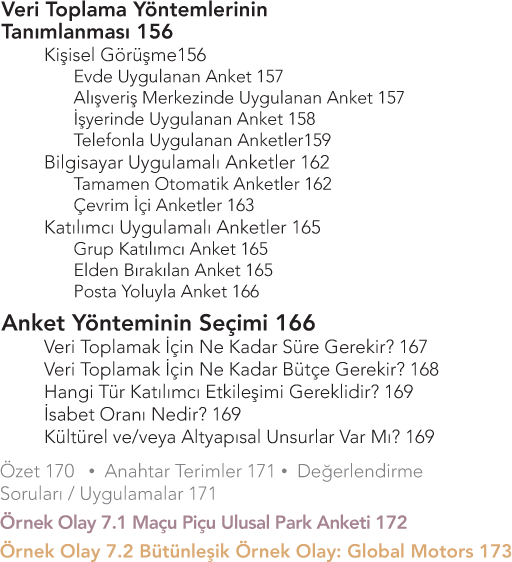 Veri Toplama Yöntemlerinin
Tanımlanması 156
Kişisel Görüşme156
Evde Uygulanan Anket 157
Alışveriş Merkezinde Uygulanan Anket 157
İşyerinde Uygulanan Anket 158
Telefonla Uygulanan Anketler159
Bilgisayar Uygulamalı Anketler 162
Tamamen Otomatik Anketler 162
Çevrim İçi Anketler 163
Katılımcı Uygulamalı Anketler 165
Grup Katılımcı Anket 165
Elden Bırakılan Anket 165
Posta Yoluyla Anket 166
Anket Yönteminin Seçimi 166
Veri Toplamak İçin Ne Kadar Süre Gerekir? 167
Veri Toplamak İçin Ne Kadar Bütçe Gerekir? 168
Hangi Tür Katılımcı Etkileşimi Gereklidir? 169
İsabet Oranı Nedir? 169
Kültürel ve/veya Altyapısal Unsurlar Var Mı? 169
Özet 170 • Anahtar Terimler 171 • Değerlendirme
Soruları / Uygulamalar 171
Örnek Olay 7.1 Maçu Piçu Ulusal Park Anketi 172
Örnek Olay 7.2 Bütünleşik Örnek Olay: Global Motors 173